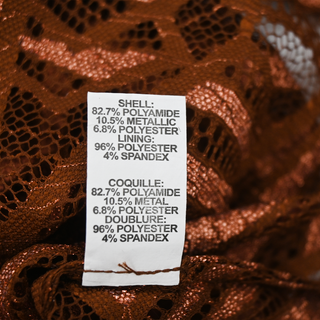 SHELL:
82.7% POLYAMIDE
10.5% METALLIC
6.8% POLYESTER
LINING:
96% POLYESTER
4% SPANDEX
COQUILLE:
82.7% POLYAMIDE
10.5% MÉTAL
6.8% POLYESTER
DOUBLURE:
96% POLYESTER
4% SPANDEX